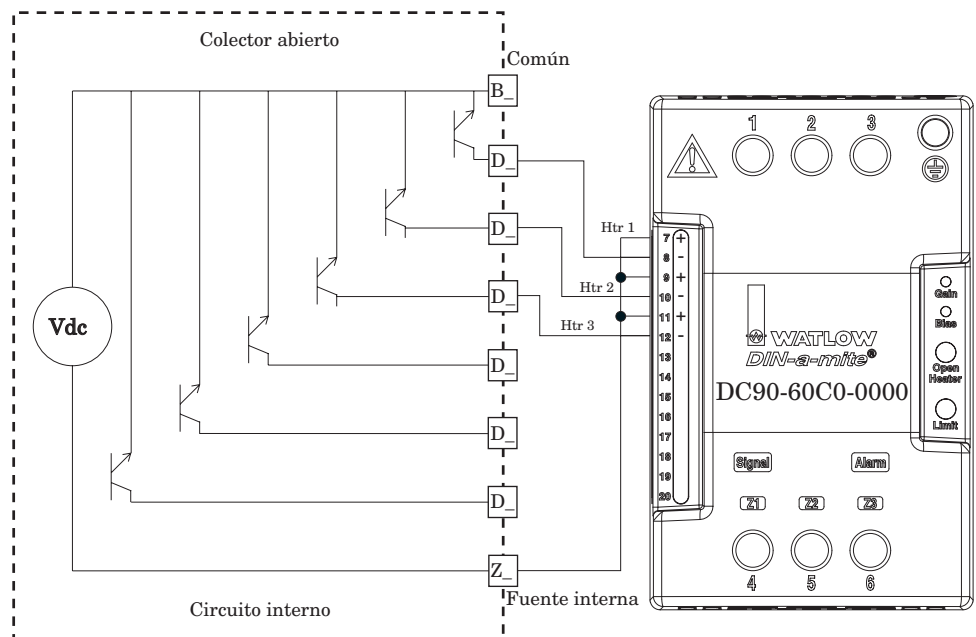 Colector abierto
Común
B_
D_
D_
D_
D_
D_
D_
Z_
Vdc
Circuito interno
Fuente interna
Htr 1
Htr 2
Htr 3
1 2 3
7 +
8 -
9 +
10 -
11 +
12 -
13
14
15
16
17
18
19
20
Gain
Bias
Open
Heater
Limit
WATLOW
DIN-a-mite®
DC90-60C0-0000
Signal Alarm
Z1 Z2 Z3
4 5 6